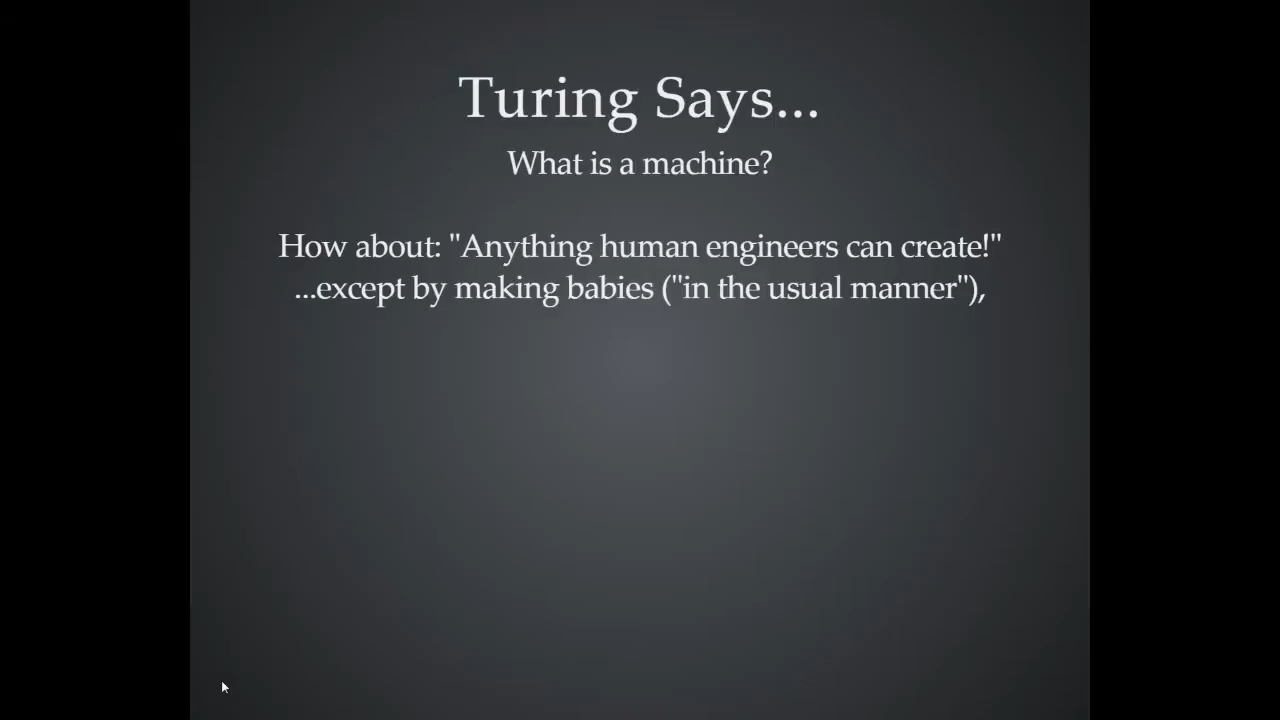 Turing Says...
What is a machine?
How about: "Anything human engineers can create!"
...except by making babies ("in the usual manner"),